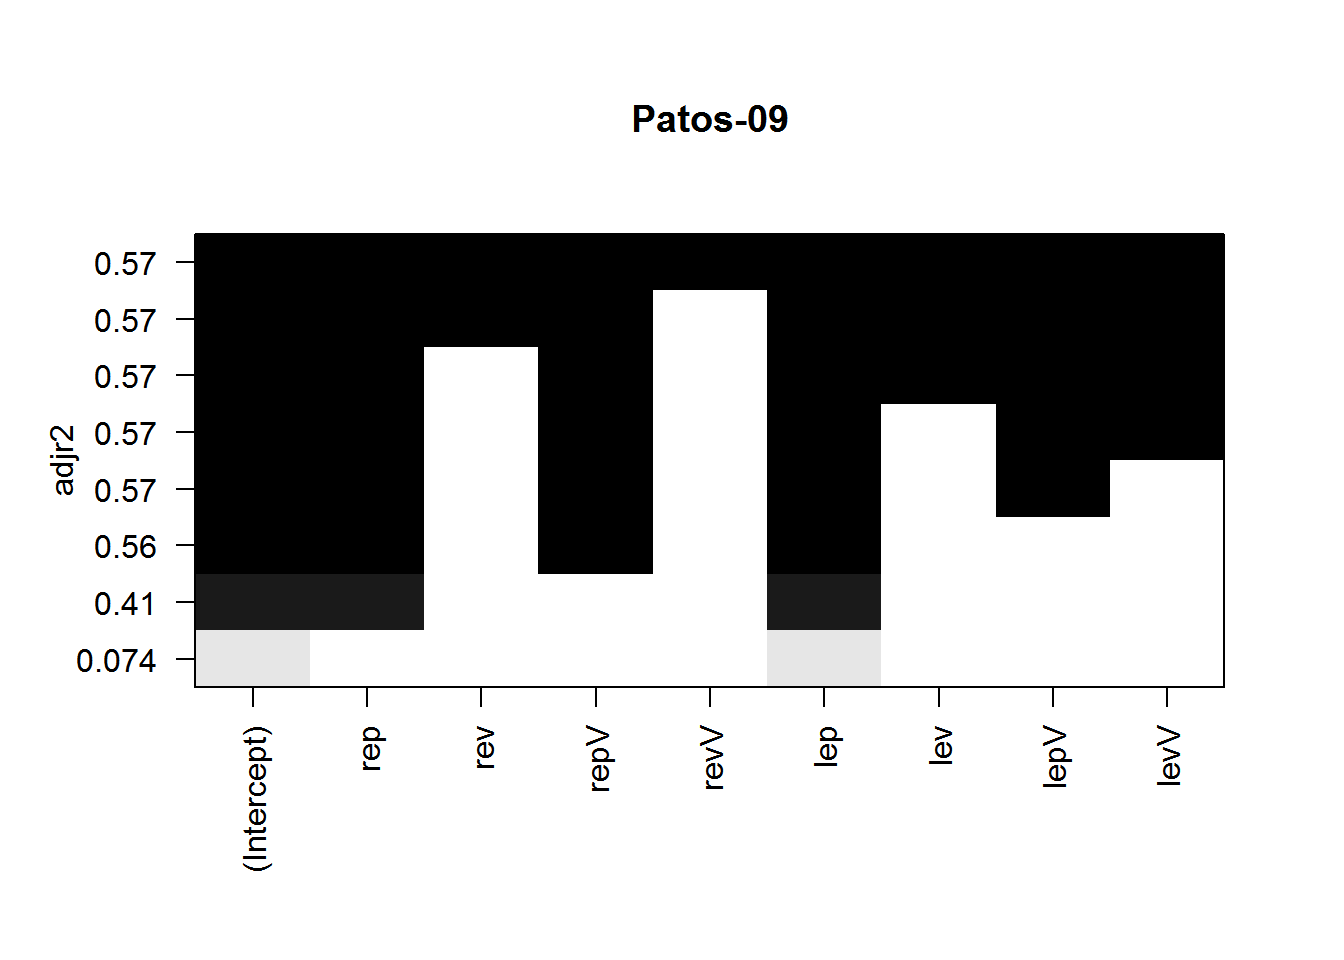 Patos-09
adjr2
0.57
0.57
0.57
0.57
0.57
0.56
0.41
0.074
(Intercept)
rep
rev
repV
revV
lep
lev
lepV
levV